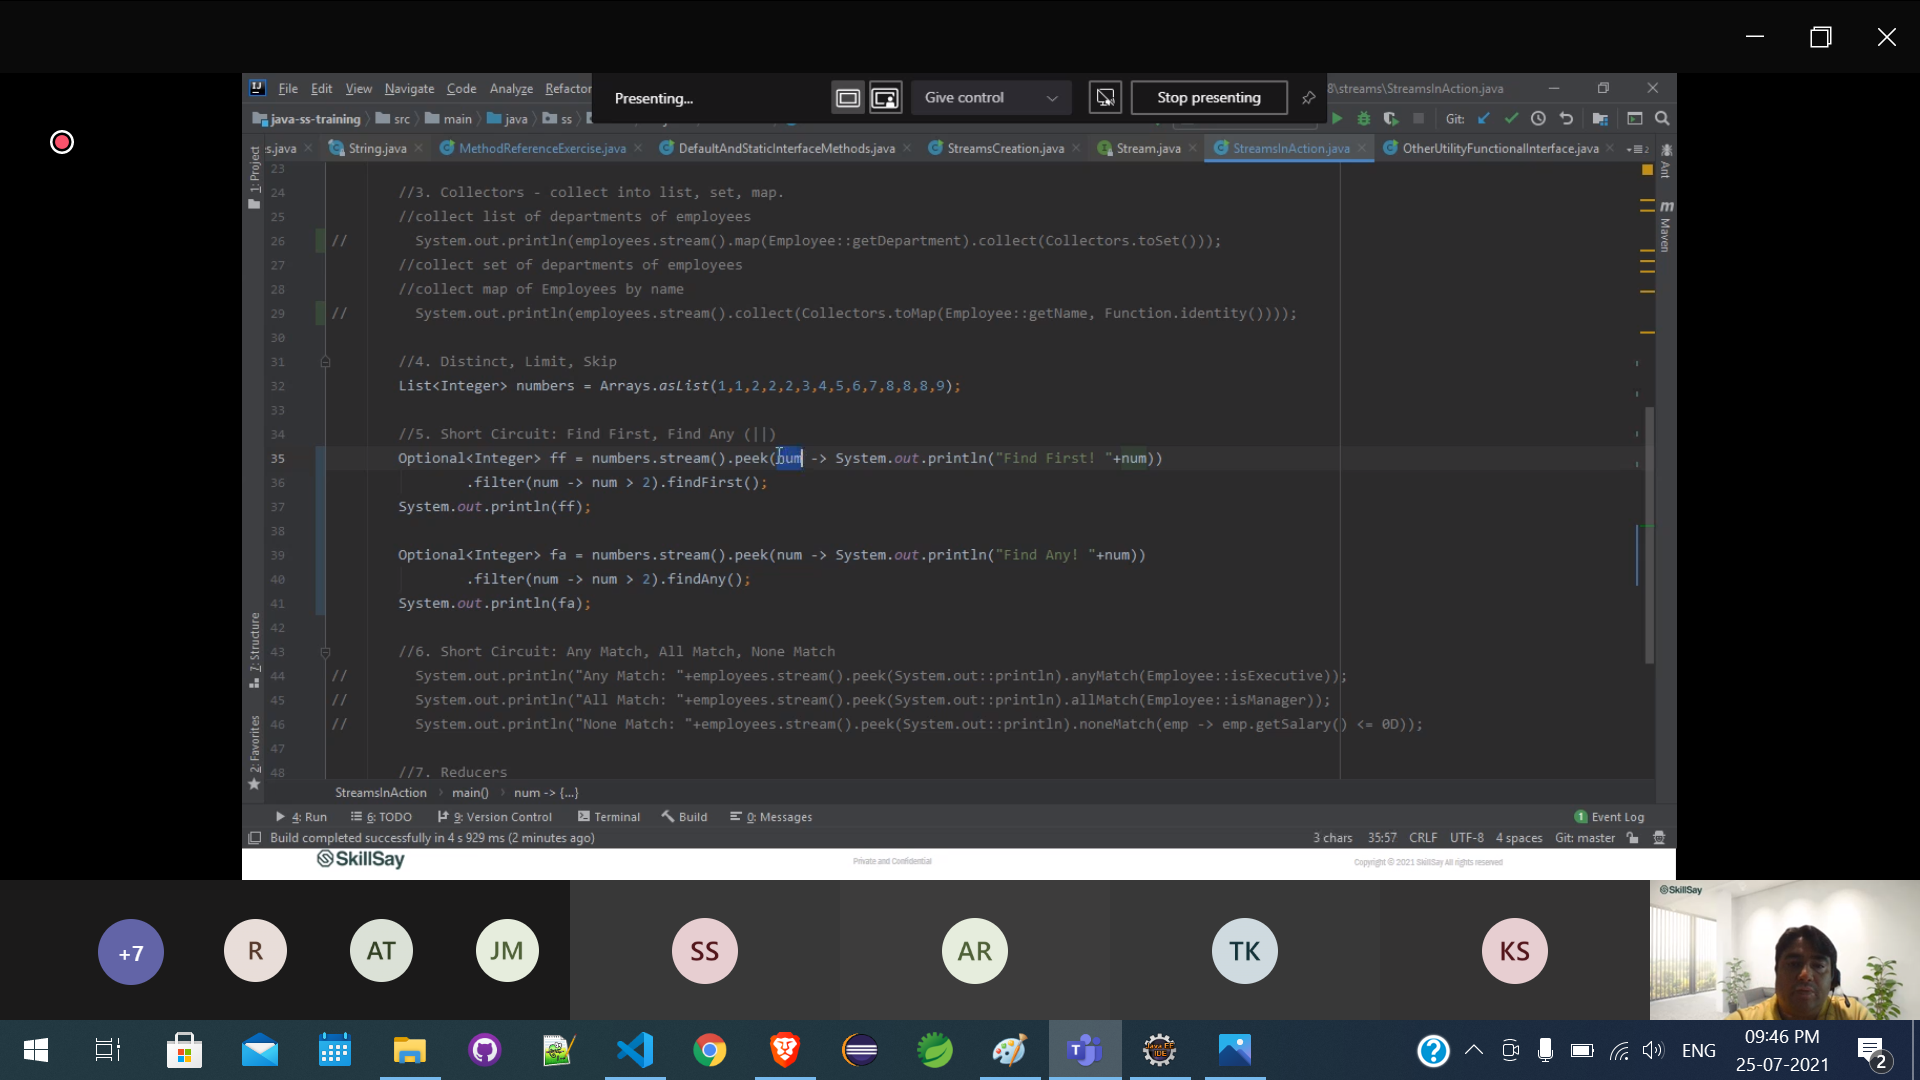 File Edit View Navigate Code Analyze Refactor
Presenting...
Give control
Stop presenting
8\streams\StreamsInAction.java
java-ss-training
src
main
java
ss
Git:
s.java
String.java
MethodReferenceExercise.java
DefaultAndStaticInterfaceMethods.java
StreamsCreation.java
Stream.java
StreamsInAction.java
OtherUtilityFunctionalInterface.java
1: Project
Ant
Maven
7: Structure
2: Favorites
23
24 //3. Collectors - collect into list, set, map.
25 //collect list of departments of employees
26 // System.out.println(employees.stream().map(Employee::getDepartment).collect(Collectors.toSet()));
27 //collect set of departments of employees
28 //collect map of Employees by name
29 // System.out.println(employees.stream().collect(Collectors.toMap(Employee::getName, Function.identity())));
30
31 //4. Distinct, Limit, Skip
32 List<Integer> numbers = Arrays.asList(1,1,2,2,2,3,4,5,6,7,8,8,8,9);
33
34 //5. Short Circuit: Find First, Find Any (||)
35 Optional<Integer> ff = numbers.stream().peek(num -> System.out.println("Find First! "+num))
36 .filter(num -> num > 2).findFirst();
37 System.out.println(ff);
38
39 Optional<Integer> fa = numbers.stream().peek(num -> System.out.println("Find Any! "+num))
40 .filter(num -> num > 2).findAny();
41 System.out.println(fa);
42
43 //6. Short Circuit: Any Match, All Match, None Match
44 // System.out.println("Any Match: "+employees.stream().peek(System.out::println).anyMatch(Employee::isExecutive));
45 // System.out.println("All Match: "+employees.stream().peek(System.out::println).allMatch(Employee::isManager));
46 // System.out.println("None Match: "+employees.stream().peek(System.out::println).noneMatch(emp -> emp.getSalary() <= 0D));
47
48 //7. Reducers
StreamsInAction › main() › num -> {...}
4: Run 6: TODO 9: Version Control Terminal Build 0: Messages
1 Event Log
Build completed successfully in 4 s 929 ms (2 minutes ago)
3 chars 35:57 CRLF UTF-8 4 spaces Git: master
SkillSay
Private and Confidential
Copyright © 2021 SkillSay All rights reserved
+7
R
AT
JM
SS
AR
TK
KS
SkillSay
ENG
09:46 PM
25-07-2021
2